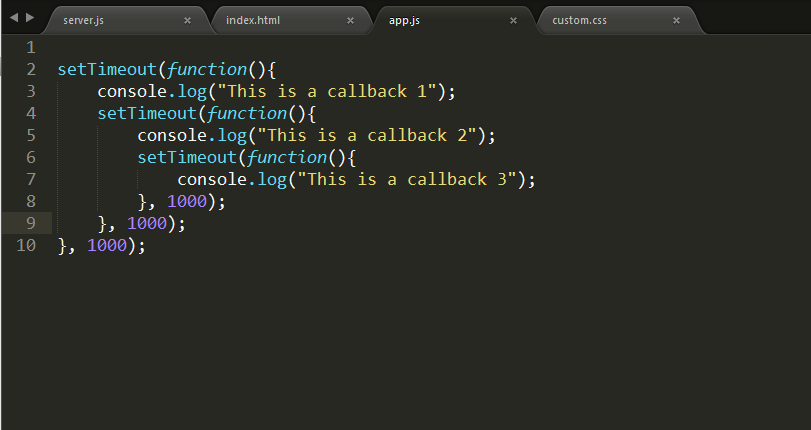 server.js × index.html × app.js × custom.css ×
1
2 setTimeout(function(){
3 console.log("This is a callback 1");
4 setTimeout(function(){
5 console.log("This is a callback 2");
6 setTimeout(function(){
7 console.log("This is a callback 3");
8 }, 1000);
9 }, 1000);
10 }, 1000);